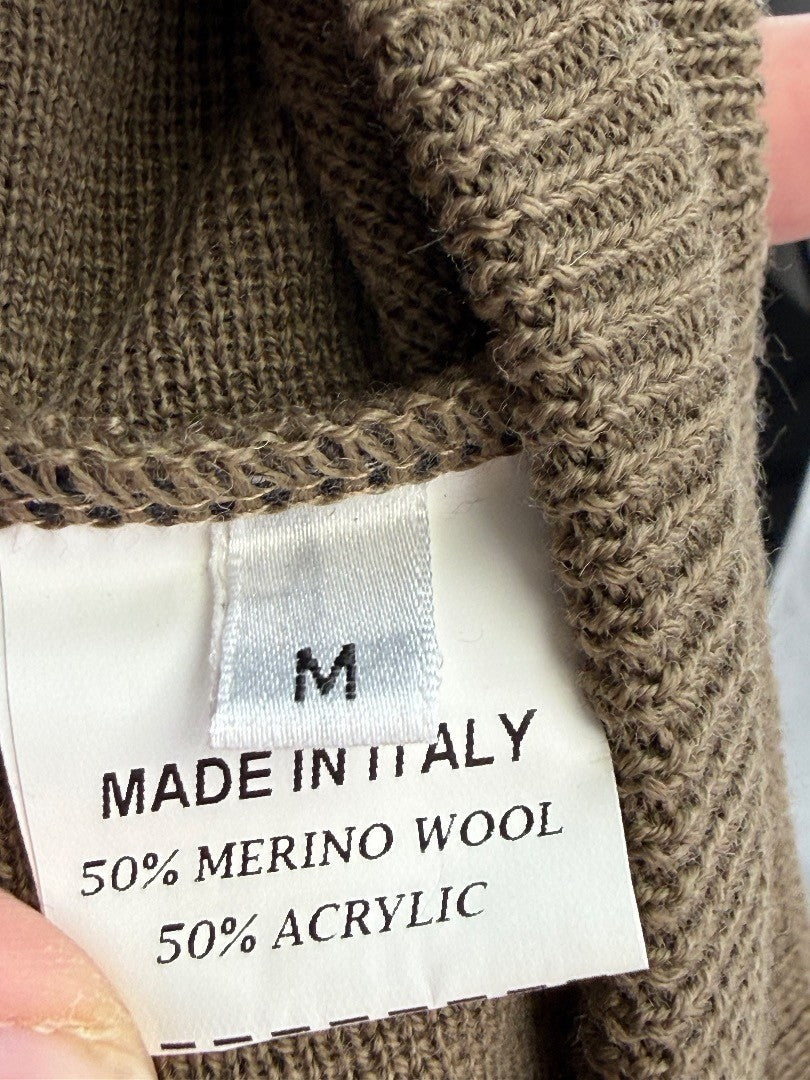 M
MADE IN ITALY
50% MERINO WOOL
50% ACRYLIC